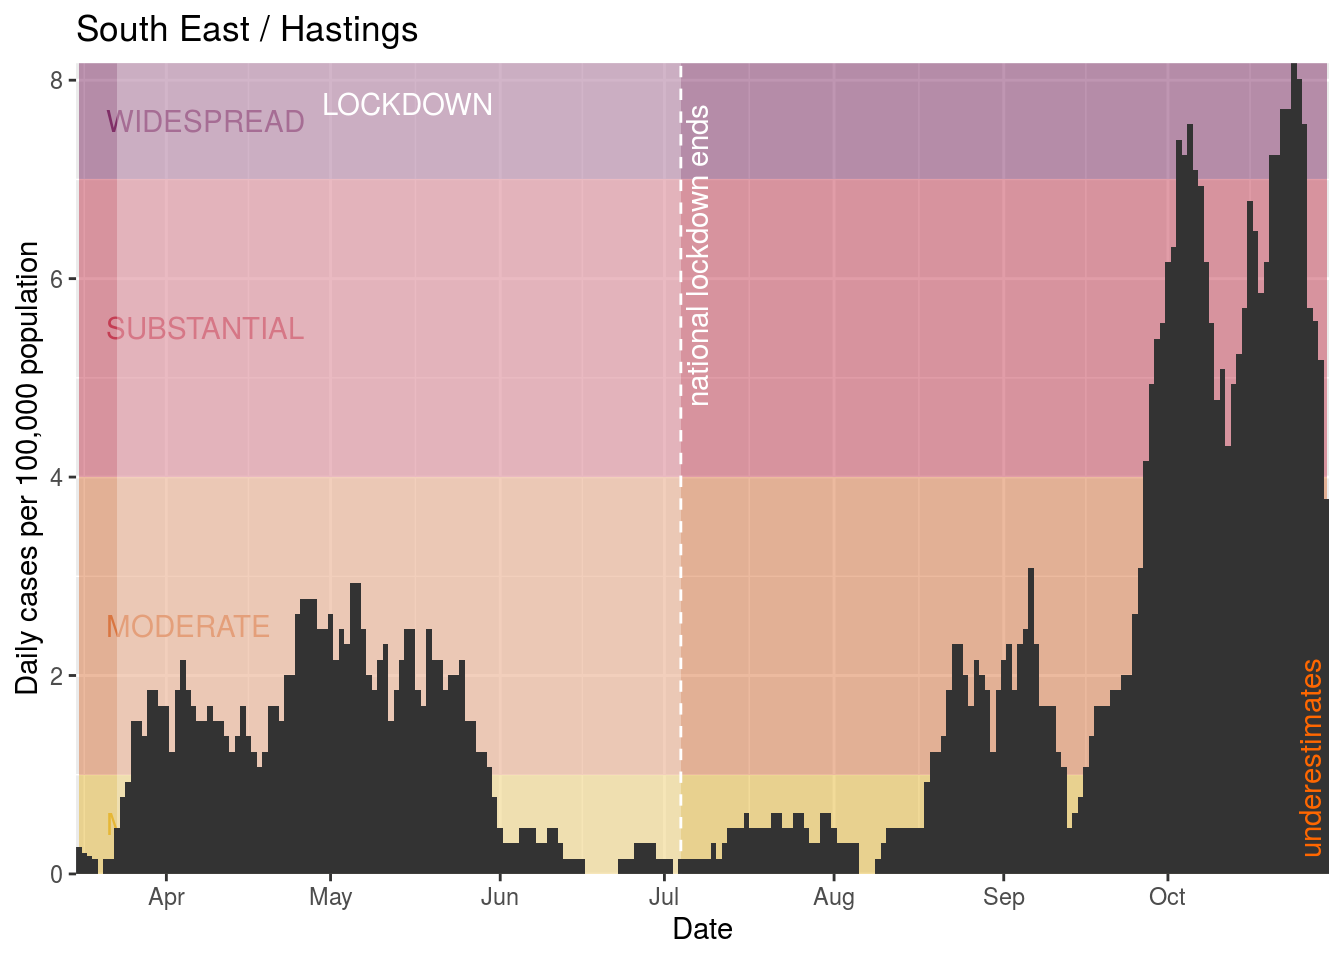 South East / Hastings
Daily cases per 100,000 population
8
6
4
2
0
WIDESPREAD
LOCKDOWN
SUBSTANTIAL
MODERATE
national lockdown ends
underestimates
Apr
May
Jun
Jul
Aug
Sep
Oct
Date